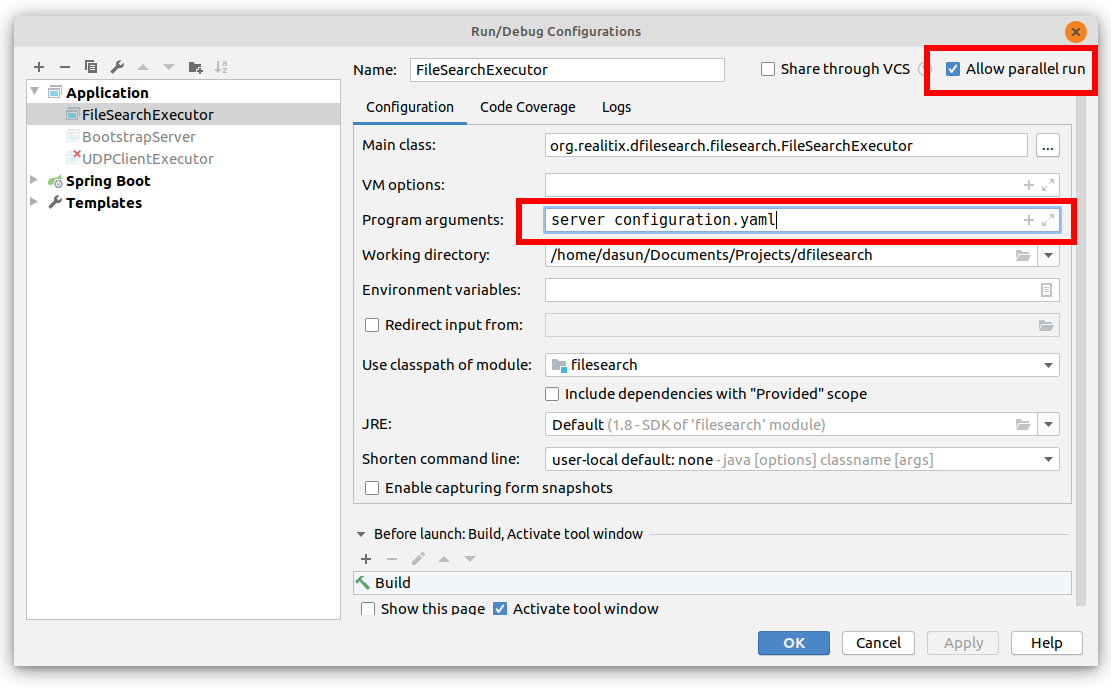 Run/Debug Configurations
Name: FileSearchExecutor Share through VCS Allow parallel run
Application
FileSearchExecutor
BootstrapServer
UDPClientExecutor
Spring Boot
Templates
Configuration Code Coverage Logs
Main class: org.realitix.dfilesearch.filesearch.FileSearchExecutor ...
VM options:
Program arguments: server configuration.yaml
Working directory: /home/dasun/Documents/Projects/dfilesearch
Environment variables:
Redirect input from:
Use classpath of module: filesearch
Include dependencies with "Provided" scope
JRE: Default (1.8 - SDK of 'filesearch' module)
Shorten command line: user-local default: none - java [options] classname [args]
Enable capturing form snapshots
Before launch: Build, Activate tool window
Build
Show this page Activate tool window
OK Cancel Apply Help